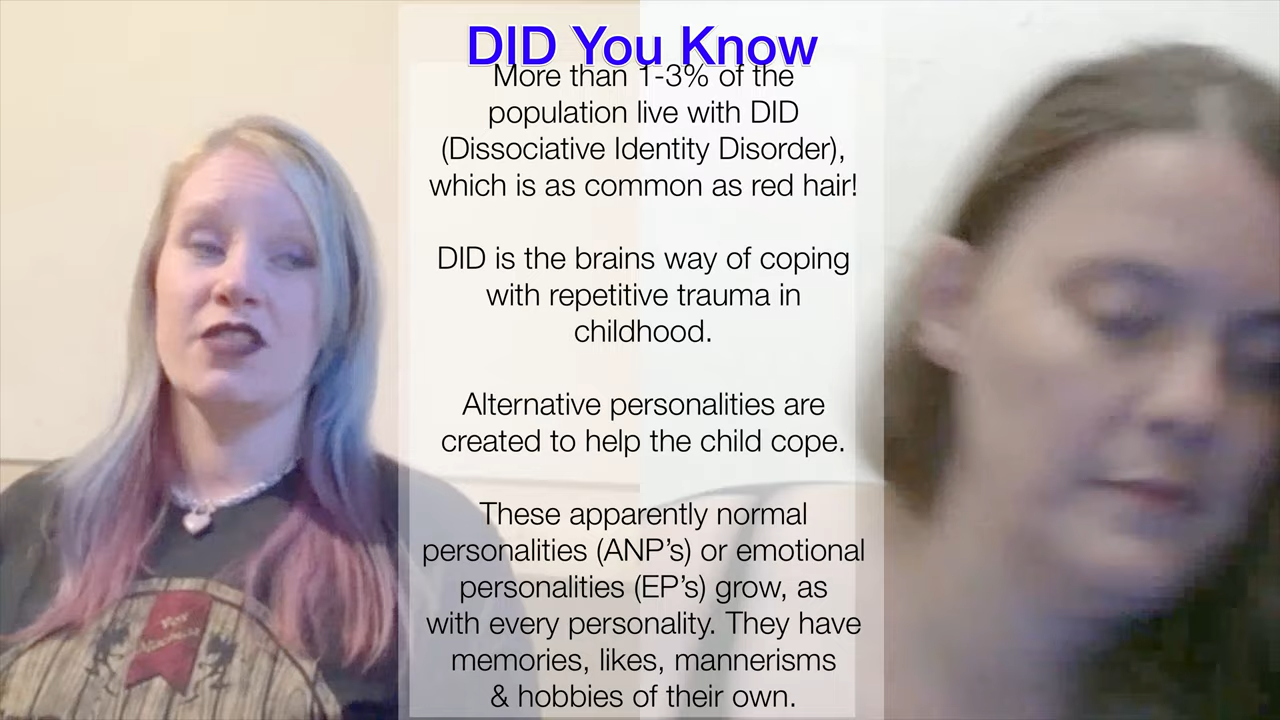 DID You Know
More than 1-3% of the
population live with DID
(Dissociative Identity Disorder),
which is as common as red hair!
DID is the brains way of coping
with repetitive trauma in
childhood.
Alternative personalities are
created to help the child cope.
These apparently normal
personalities (ANP’s) or emotional
personalities (EP’s) grow, as
with every personality. They have
memories, likes, mannerisms
& hobbies of their own.